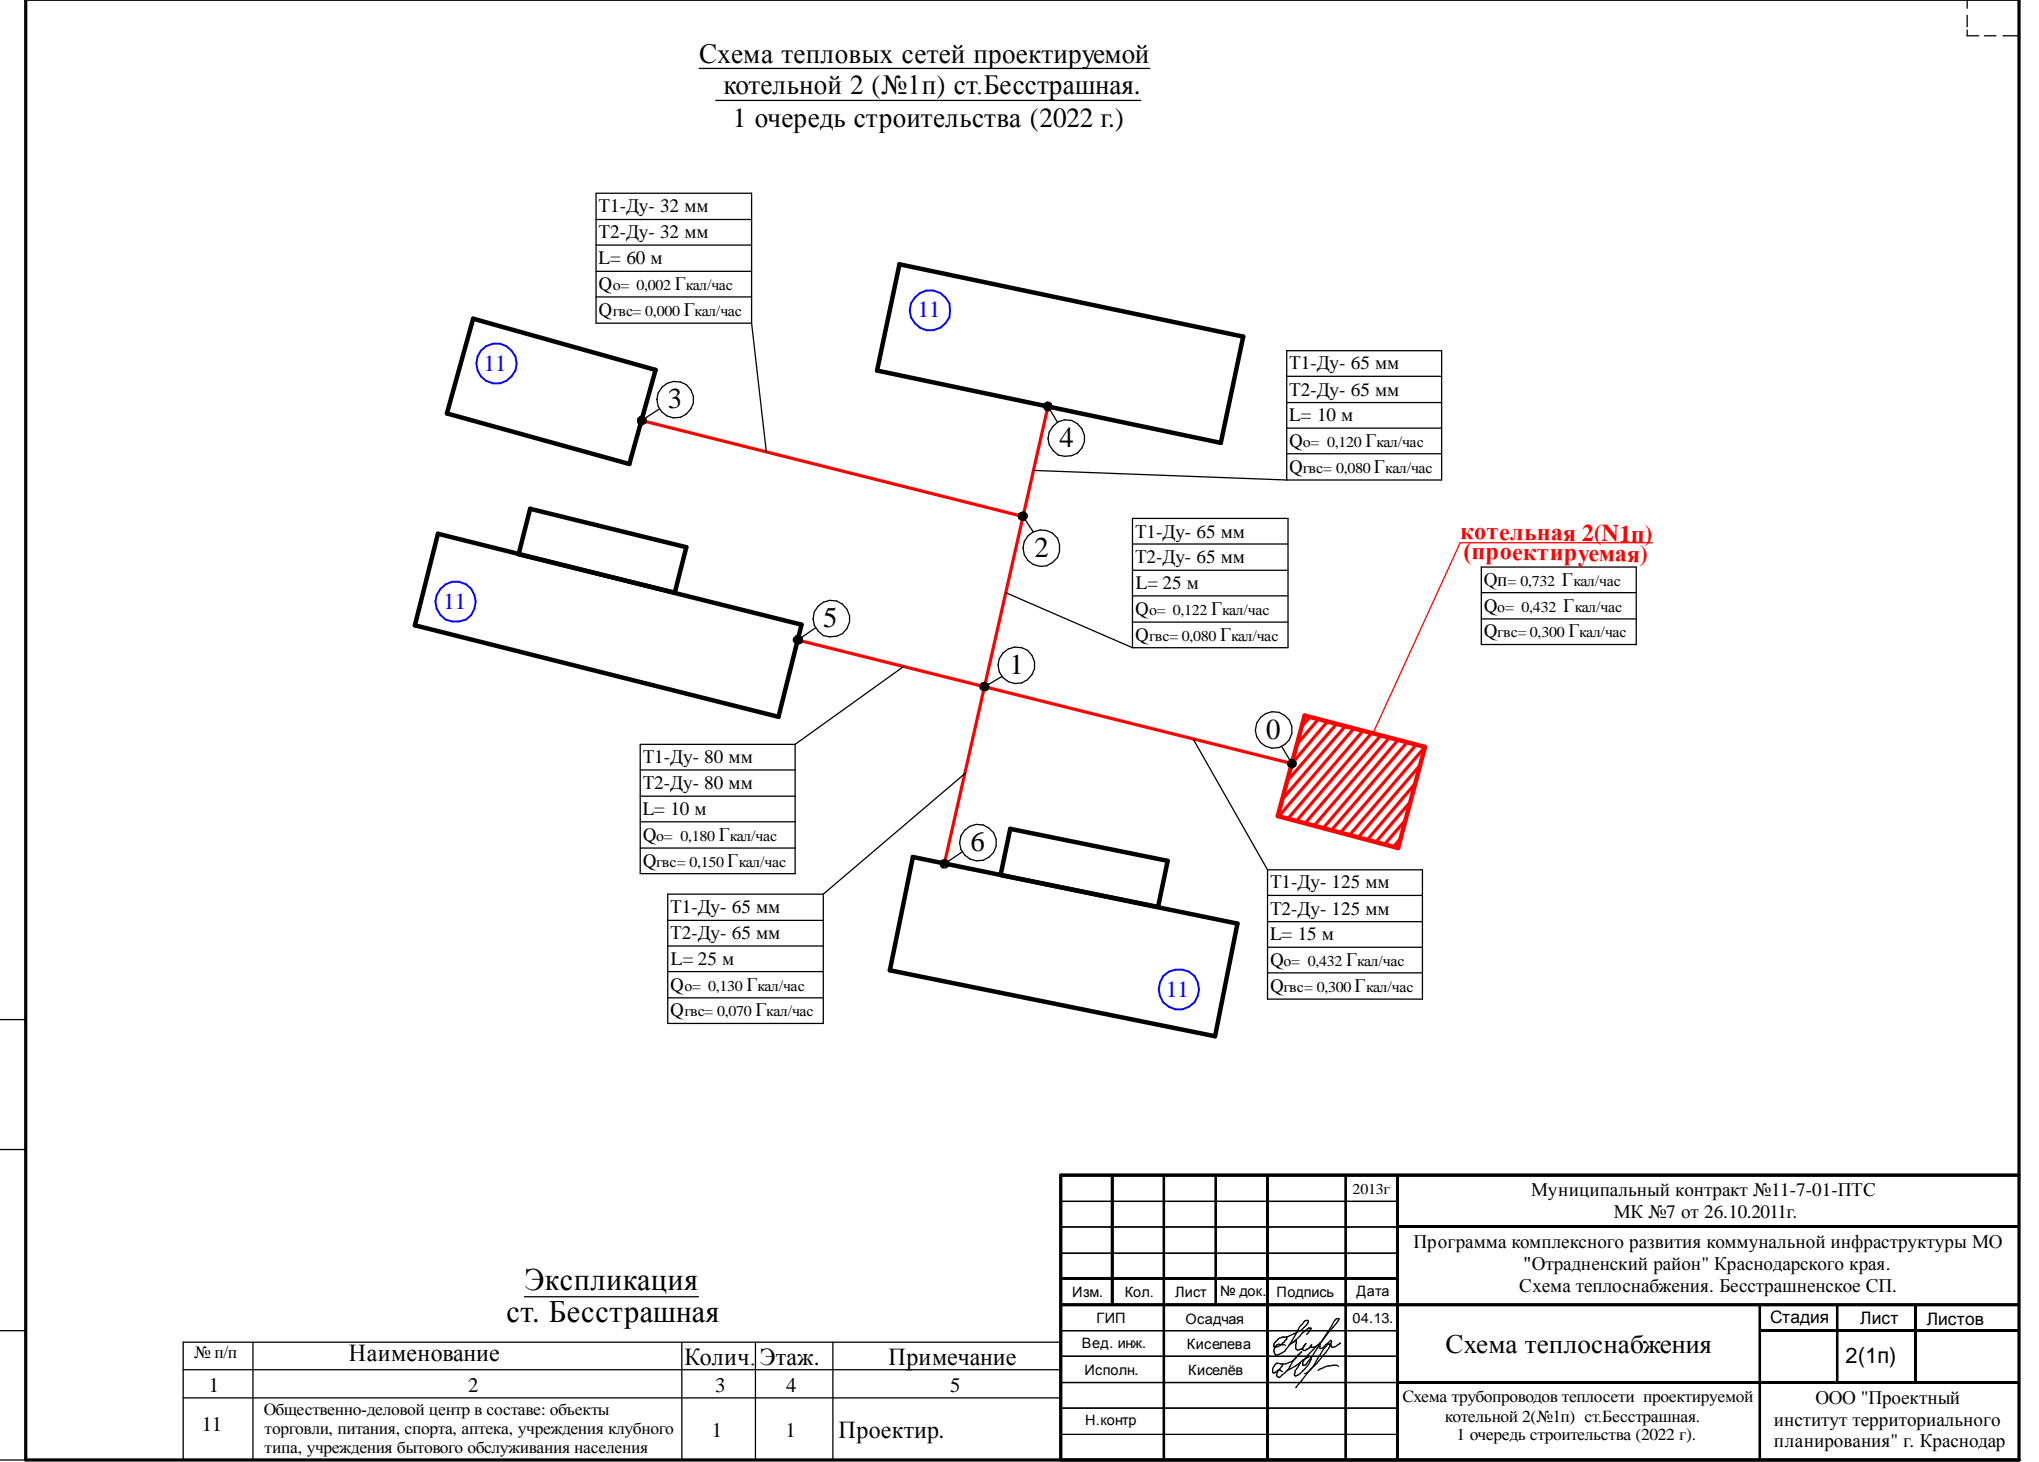 Схема тепловых сетей проектируемой
котельной 2 (№1п) ст.Бесстрашная.
1 очередь строительства (2022 г.)
Т1-Ду- 32 мм
Т2-Ду- 32 мм
L= 60 м
Qо= 0,002 Гкал/час
Qгвс= 0,000 Гкал/час
11
11
3
4
Т1-Ду- 65 мм
Т2-Ду- 65 мм
L= 10 м
Qо= 0,120 Гкал/час
Qгвс= 0,080 Гкал/час
2
Т1-Ду- 65 мм
Т2-Ду- 65 мм
L= 25 м
Qо= 0,122 Гкал/час
Qгвс= 0,080 Гкал/час
котельная 2(N1п)
(проектируемая)
Qп= 0,732 Гкал/час
Qо= 0,432 Гкал/час
Qгвс= 0,300 Гкал/час
11
5
1
0
Т1-Ду- 80 мм
Т2-Ду- 80 мм
L= 10 м
Qо= 0,180 Гкал/час
Qгвс= 0,150 Гкал/час
6
Т1-Ду- 65 мм
Т2-Ду- 65 мм
L= 25 м
Qо= 0,130 Гкал/час
Qгвс= 0,070 Гкал/час
Т1-Ду- 125 мм
Т2-Ду- 125 мм
L= 15 м
Qо= 0,432 Гкал/час
Qгвс= 0,300 Гкал/час
11
Экспликация
ст. Бесстрашная
№ п/п Наименование Колич. Этаж. Примечание
1 2 3 4 5
11 Общественно-деловой центр в составе: объекты
торговли, питания, спорта, аптека, учреждения клубного
типа, учреждения бытового обслуживания населения
1 1 Проектир.
2013г
Муниципальный контракт №11-7-01-ПТС
МК №7 от 26.10.2011г.
Программа комплексного развития коммунальной инфраструктуры МО
"Отрадненский район" Краснодарского края.
Схема теплоснабжения. Бесстрашненское СП.
Изм. Кол. Лист № док. Подпись Дата
ГИП Осадчая 04.13.
Вед. инж. Киселева
Исполн. Киселёв
Н.контр
Схема теплоснабжения
Стадия Лист Листов
2(1п)
Схема трубопроводов теплосети проектируемой
котельной 2(№1п) ст.Бесстрашная.
1 очередь строительства (2022 г).
ООО "Проектный
институт территориального
планирования" г. Краснодар